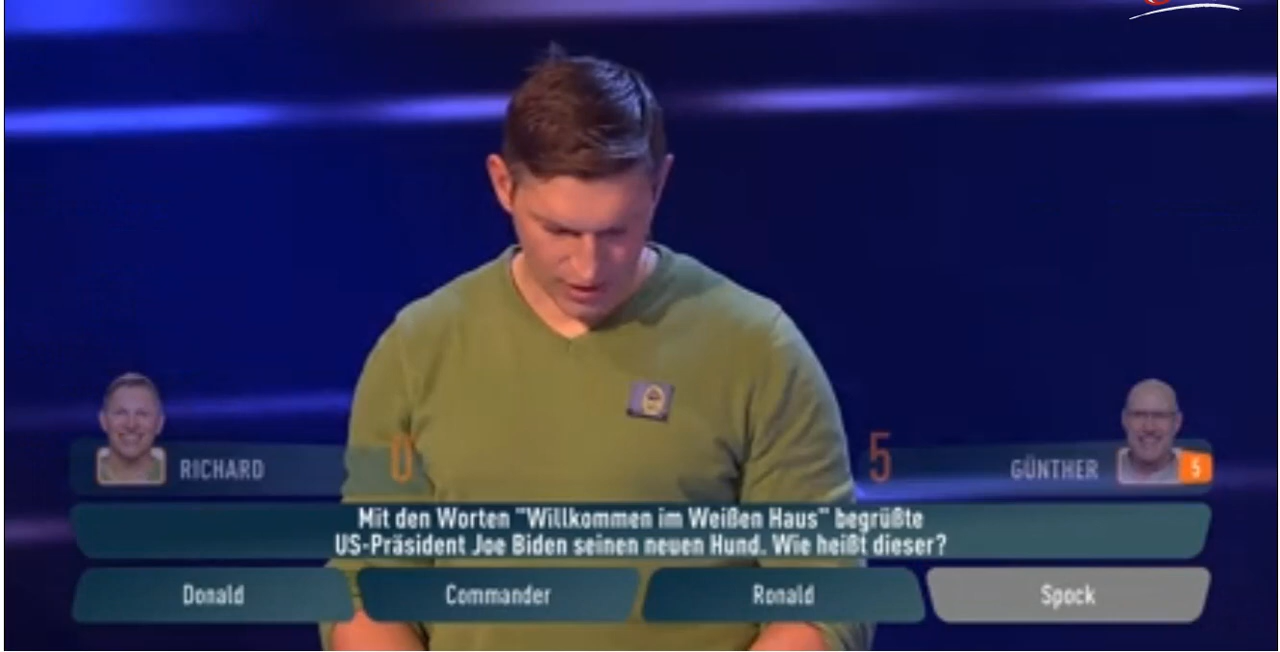 RICHARD
0
5
GÜNTHER
5
Mit den Worten "Willkommen im Weißen Haus" begrüßte
US-Präsident Joe Biden seinen neuen Hund. Wie heißt dieser?
Donald
Commander
Ronald
Spock